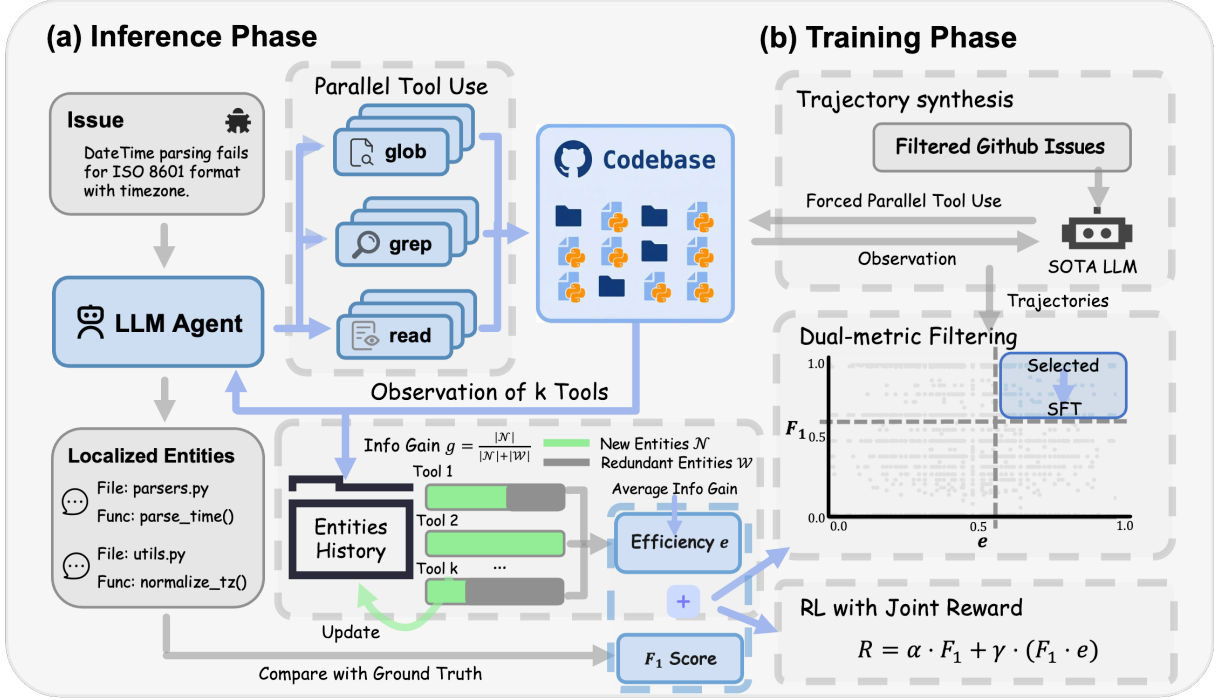 (a) Inference Phase
Issue
DateTime parsing fails
for ISO 8601 format
with timezone.
LLM Agent
Localized Entities
File: parsers.py
Func: parse_time()
File: utils.py
Func: normalize_tz()
Parallel Tool Use
glob
grep
read
Codebase
Observation of k Tools
Info Gain g = |𝒩| / (|𝒩|+|𝒲|)
New Entities 𝒩
Redundant Entities 𝒲
Entities
History
Tool 1
Tool 2
...
Tool k
Update
Average Info Gain
Efficiency e
+
F₁ Score
Compare with Ground Truth
(b) Training Phase
Trajectory synthesis
Filtered Github Issues
Forced Parallel Tool Use
Observation
SOTA LLM
Trajectories
Dual-metric Filtering
1.0
Selected
SFT
F₁
0.5
0.0
0.0 0.5 1.0
e
RL with Joint Reward
R = α · F₁ + γ · (F₁ · e)